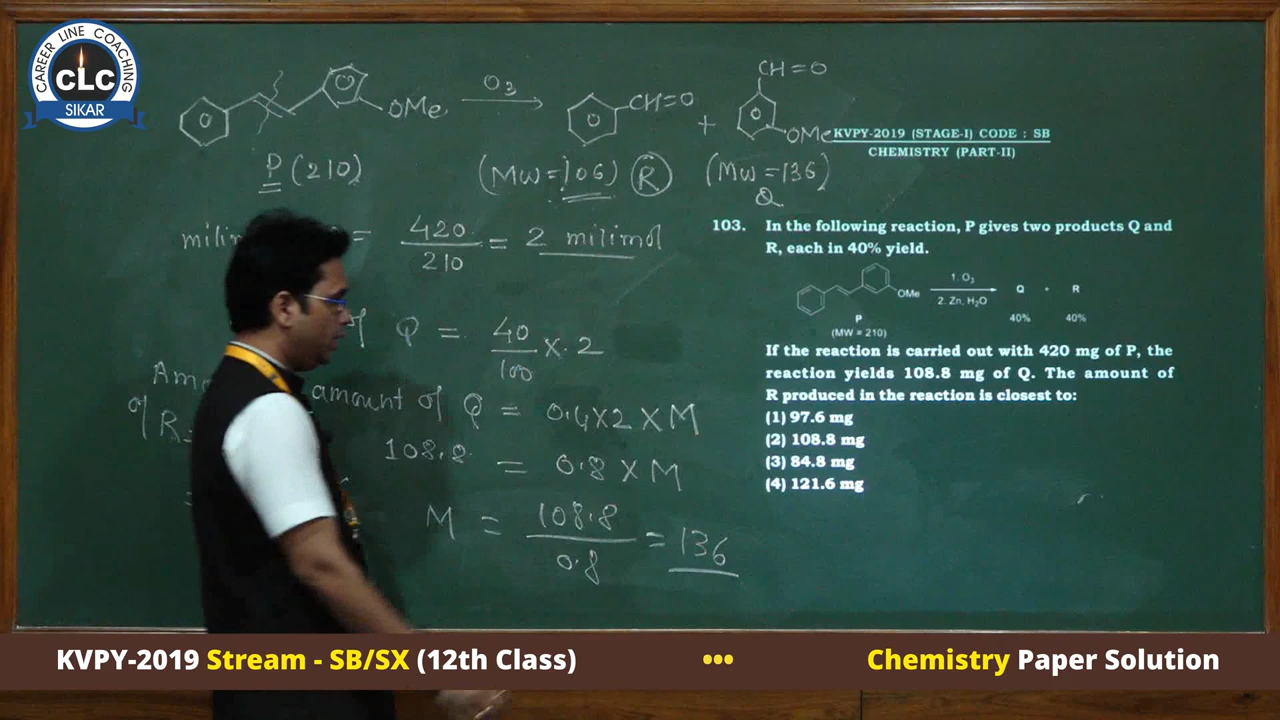 CAREER LINE COACHING
CLC
SIKAR
OMe
O₃
CH=O
+
CH=O
OMe
P (210)
(MW=106) R
(MW=136)
Q
= 420/210 = 2 milimol
Q = 40/100 × 2
amount of Q = 0.4×2×M
of R =
108.8 = 0.8×M
M = 108.8/0.8 = 136
KVPY-2019 (STAGE-I) CODE : SB
CHEMISTRY (PART-II)
103. In the following reaction, P gives two products Q and
R, each in 40% yield.
OMe
1. O₃
2. Zn, H₂O
Q + R
P
40% 40%
(MW = 210)
If the reaction is carried out with 420 mg of P, the
reaction yields 108.8 mg of Q. The amount of
R produced in the reaction is closest to:
(1) 97.6 mg
(2) 108.8 mg
(3) 84.8 mg
(4) 121.6 mg
KVPY-2019 Stream - SB/SX (12th Class) ••• Chemistry Paper Solution